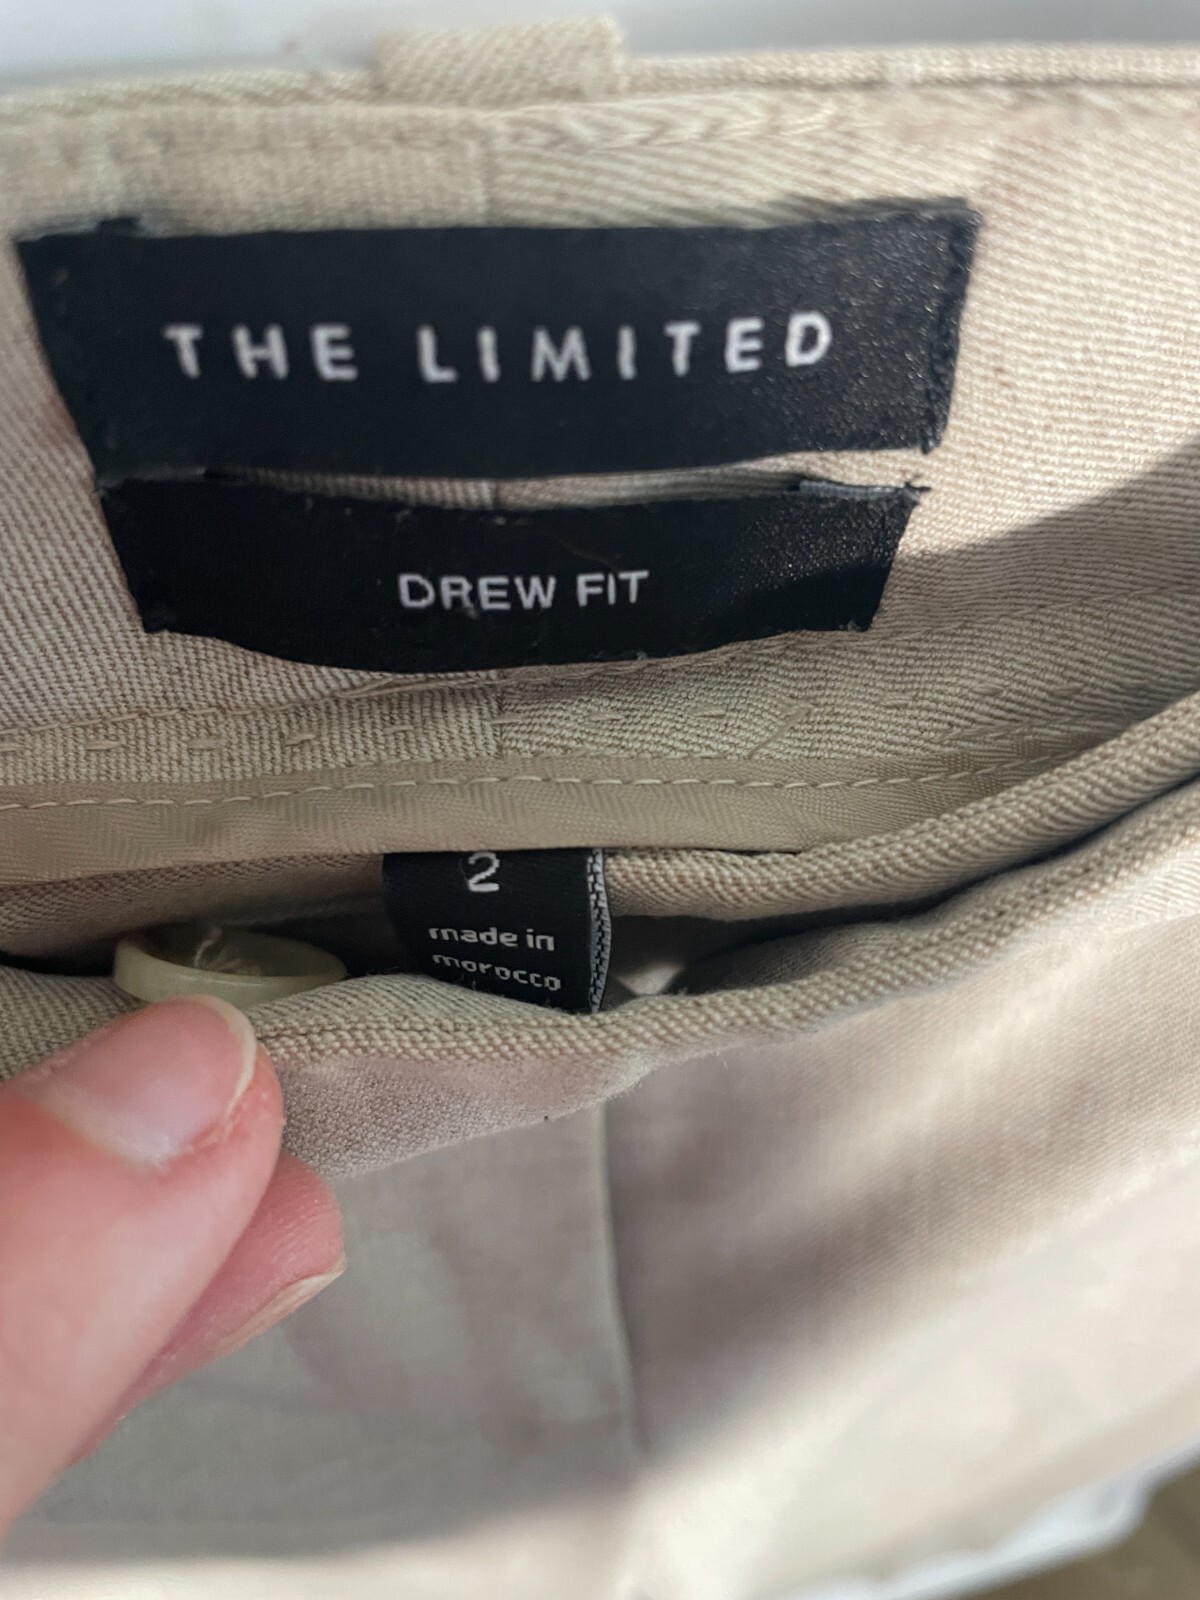 THE LIMITED
DREW FIT
2
made in
morocco